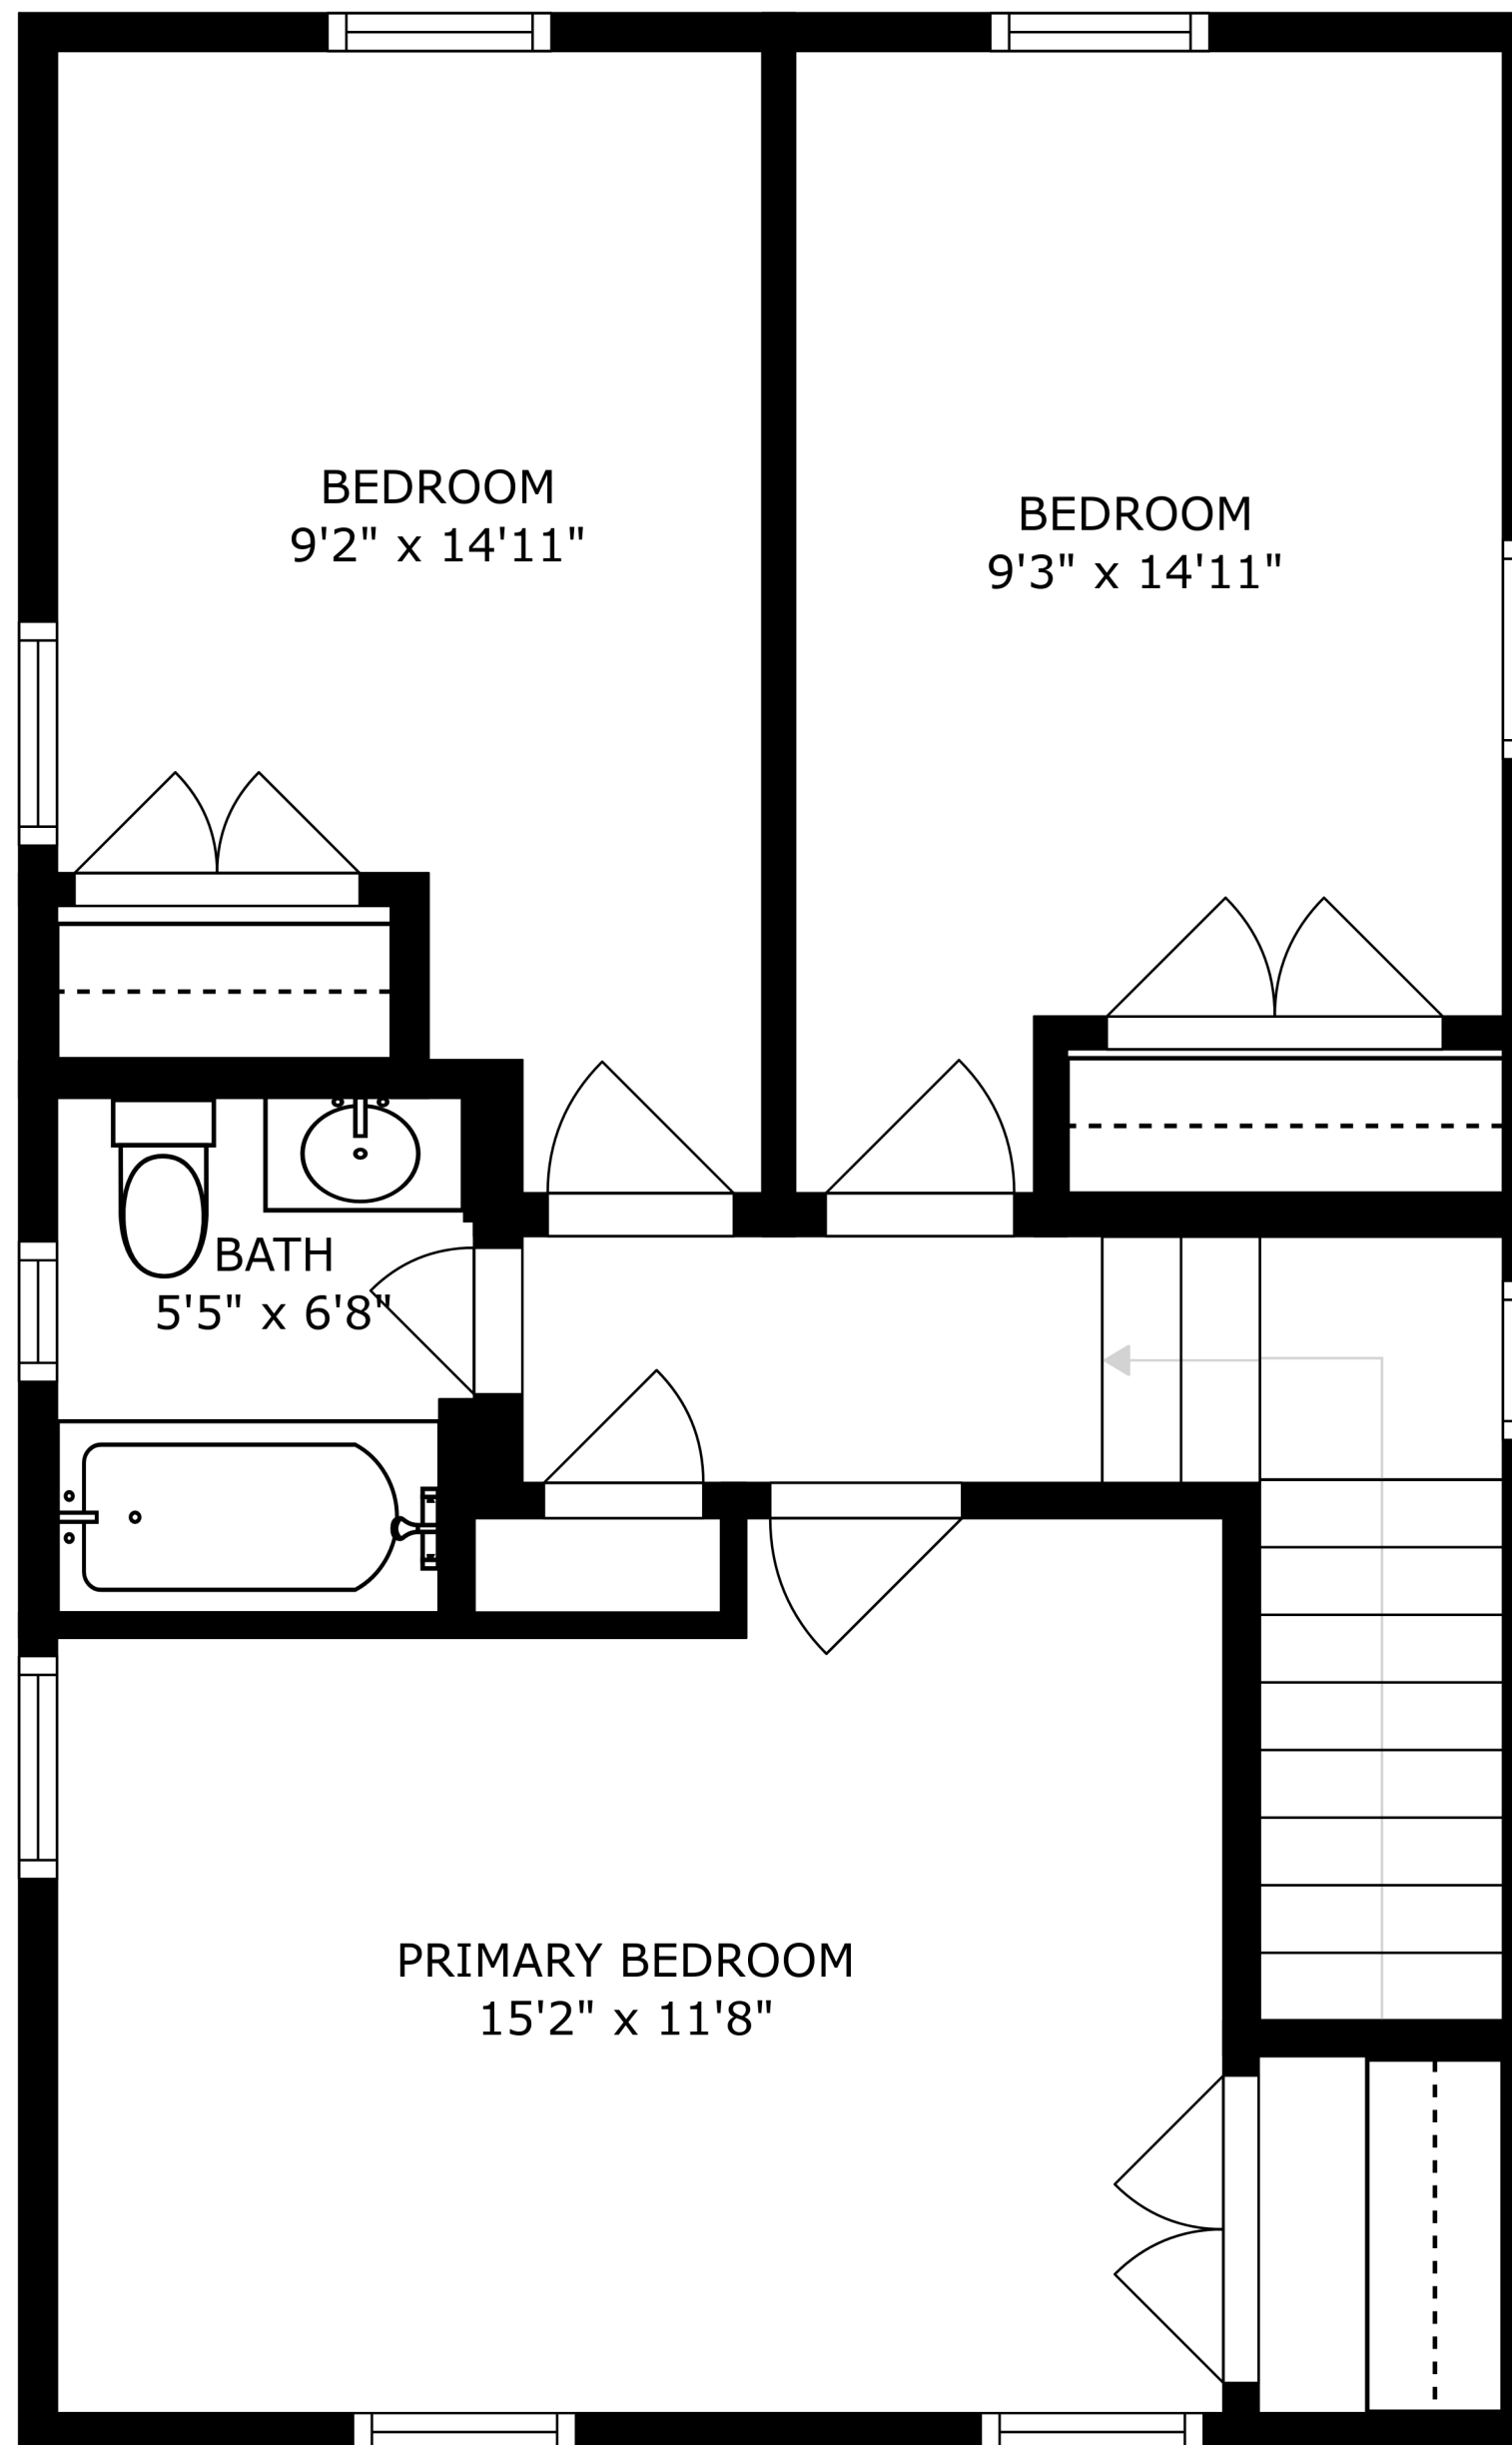 BEDROOM
9'2" x 14'11"
BEDROOM
9'3" x 14'11"
BATH
5'5" x 6'8"
PRIMARY BEDROOM
15'2" x 11'8"